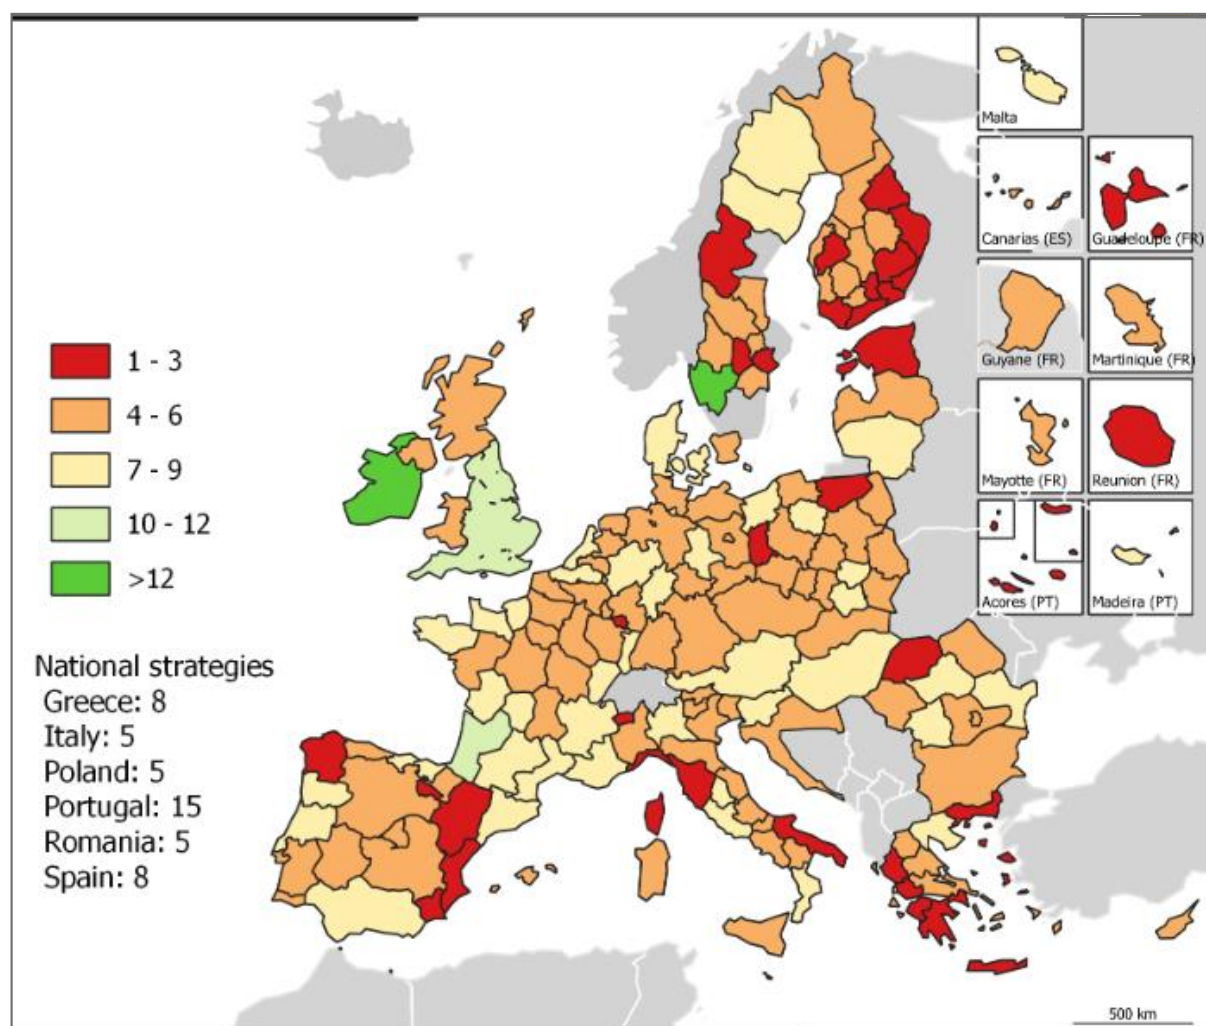 1 - 3
4 - 6
7 - 9
10 - 12
>12
National strategies
Greece: 8
Italy: 5
Poland: 5
Portugal: 15
Romania: 5
Spain: 8
Malta
Canarias (ES)
Guadeloupe (FR)
Guyane (FR)
Martinique (FR)
Mayotte (FR)
Reunion (FR)
Acores (PT)
Madeira (PT)
500 km